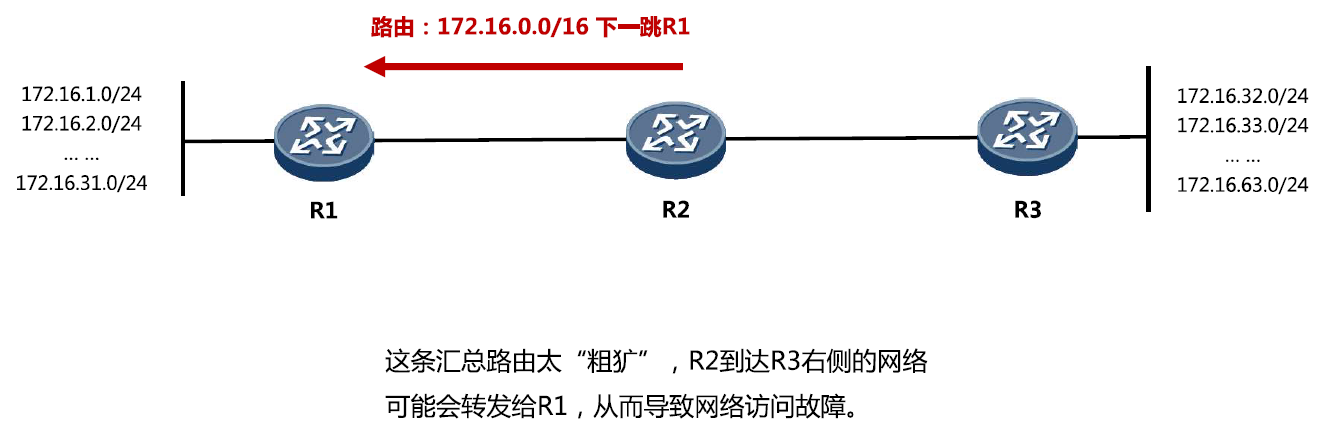 路由：172.16.0.0/16 下一跳R1
172.16.1.0/24
172.16.2.0/24
... ...
172.16.31.0/24
172.16.32.0/24
172.16.33.0/24
... ...
172.16.63.0/24
R1
R2
R3
这条汇总路由太“粗犷”，R2到达R3右侧的网络
可能会转发给R1，从而导致网络访问故障。